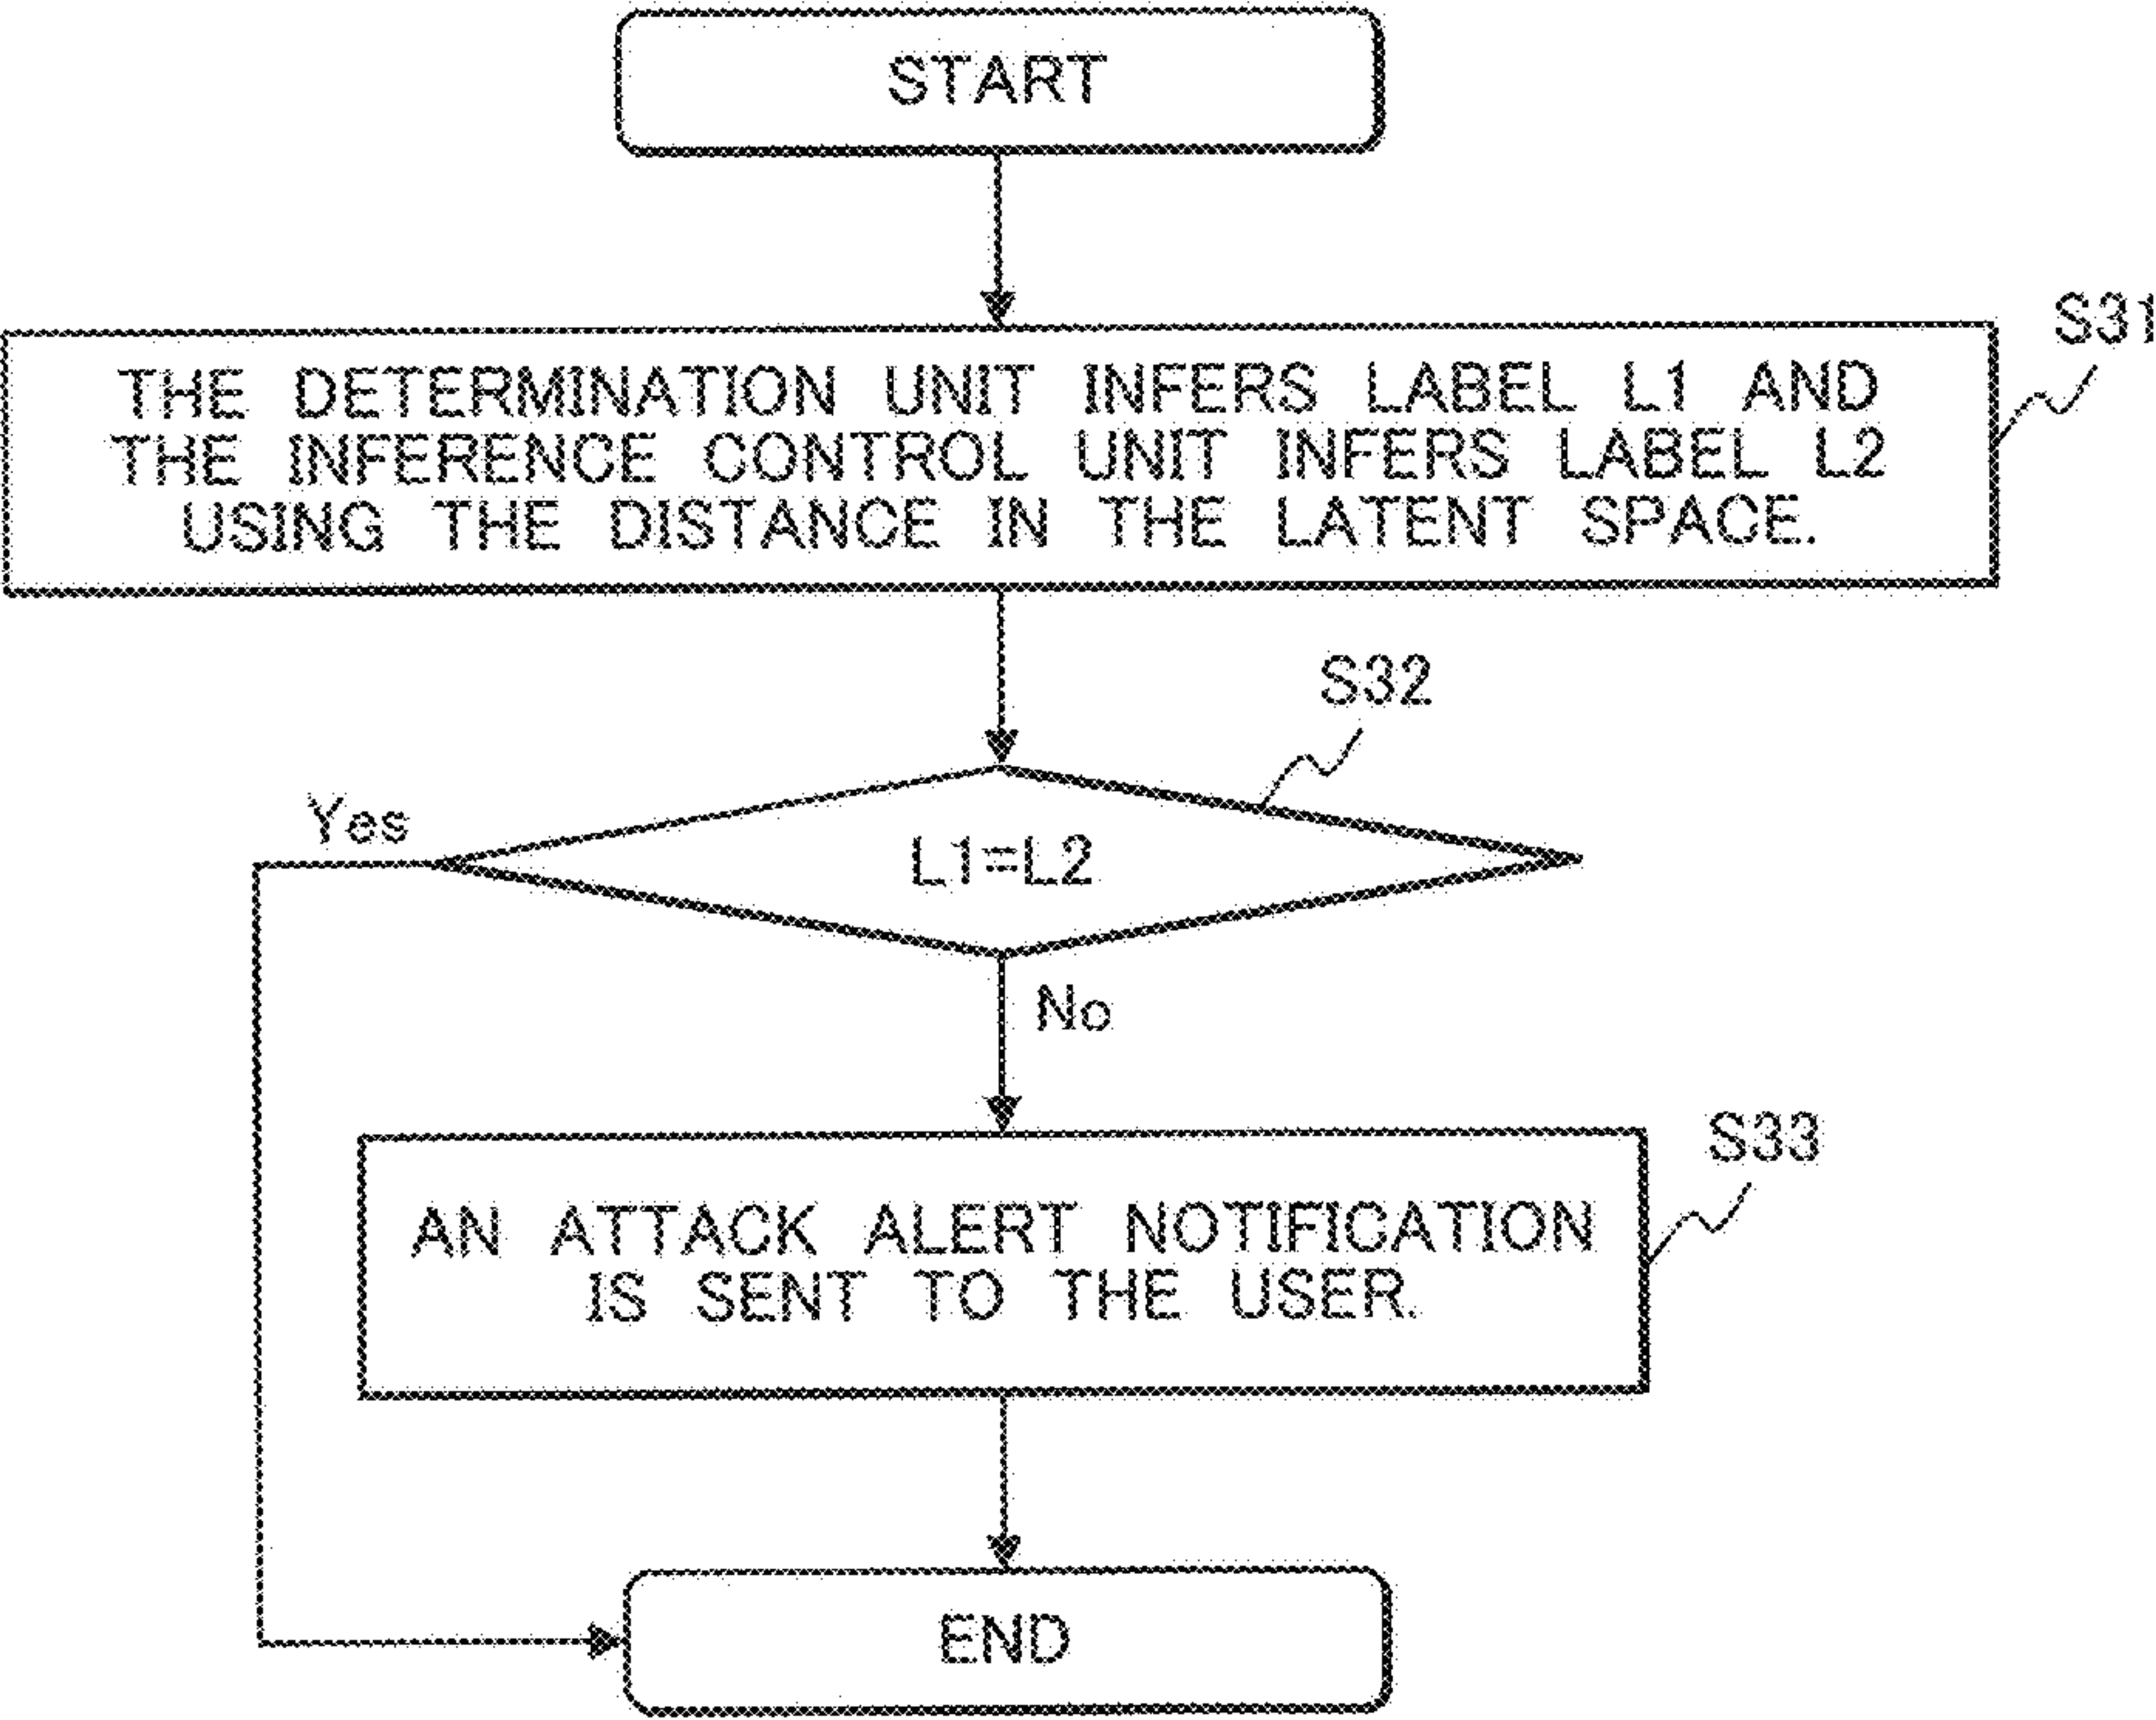 START
S31
THE DETERMINATION UNIT INFERS LABEL L1 AND
THE INFERENCE CONTROL UNIT INFERS LABEL L2
USING THE DISTANCE IN THE LATENT SPACE.
S32
Yes
L1=L2
No
S33
AN ATTACK ALERT NOTIFICATION
IS SENT TO THE USER.
END